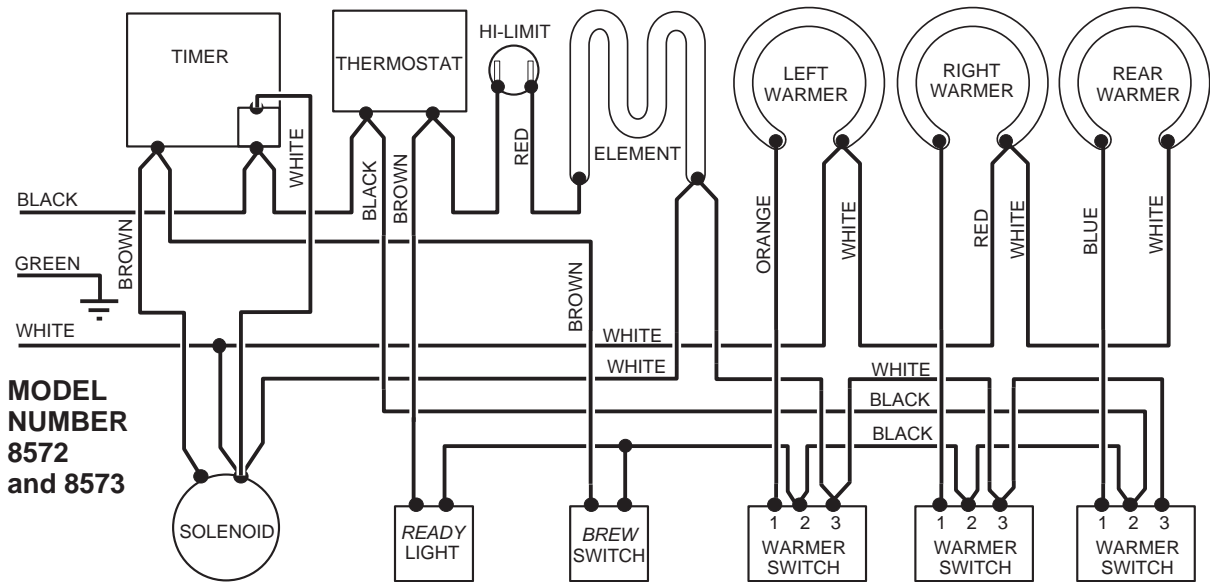 TIMER
THERMOSTAT
HI-LIMIT
ELEMENT
LEFT
WARMER
RIGHT
WARMER
REAR
WARMER
WHITE
BLACK
BROWN
RED
BLACK
BROWN
GREEN
ORANGE
WHITE
RED
WHITE
BLUE
WHITE
BROWN
WHITE
WHITE
WHITE
WHITE
BLACK
BLACK
MODEL
NUMBER
8572
and 8573
SOLENOID
READY
LIGHT
BREW
SWITCH
1 2 3
WARMER
SWITCH
1 2 3
WARMER
SWITCH
1 2 3
WARMER
SWITCH